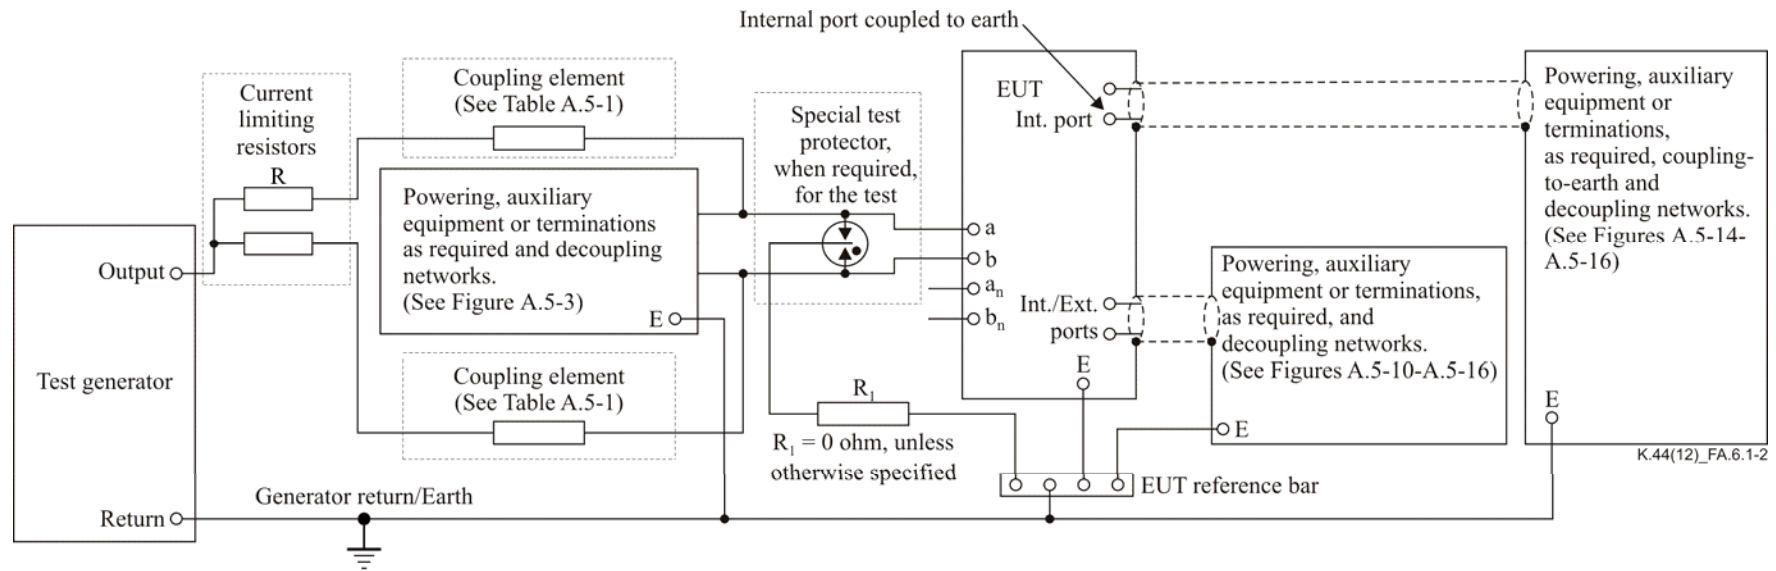 Internal port coupled to earth
Current
limiting
resistors
R
Coupling element
(See Table A.5-1)
Powering, auxiliary
equipment or terminations
as required and decoupling
networks.
(See Figure A.5-3)
E
Coupling element
(See Table A.5-1)
Special test
protector,
when required,
for the test
EUT
Int. port
a
b
aₙ
bₙ
Int./Ext.
ports
E
Powering, auxiliary
equipment or
terminations,
as required, coupling-
to-earth and
decoupling networks.
(See Figures A.5-14-
A.5-16)
E
Powering, auxiliary
equipment or terminations,
as required, and
decoupling networks.
(See Figures A.5-10-A.5-16)
E
Output
Test generator
Return
R₁
R₁ = 0 ohm, unless
otherwise specified
Generator return/Earth
EUT reference bar
K.44(12)_FA.6.1-2